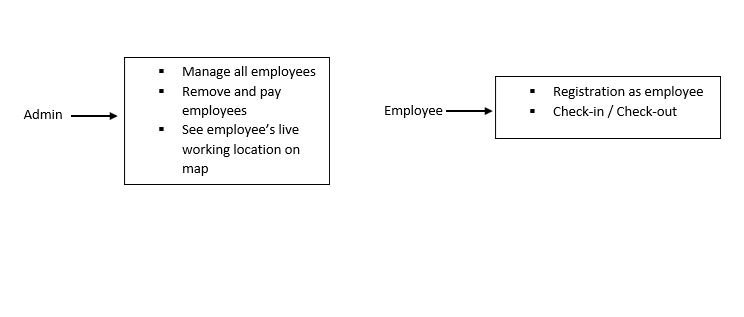 Admin
▪ Manage all employees
▪ Remove and pay
employees
▪ See employee’s live
working location on
map
Employee
▪ Registration as employee
▪ Check-in / Check-out